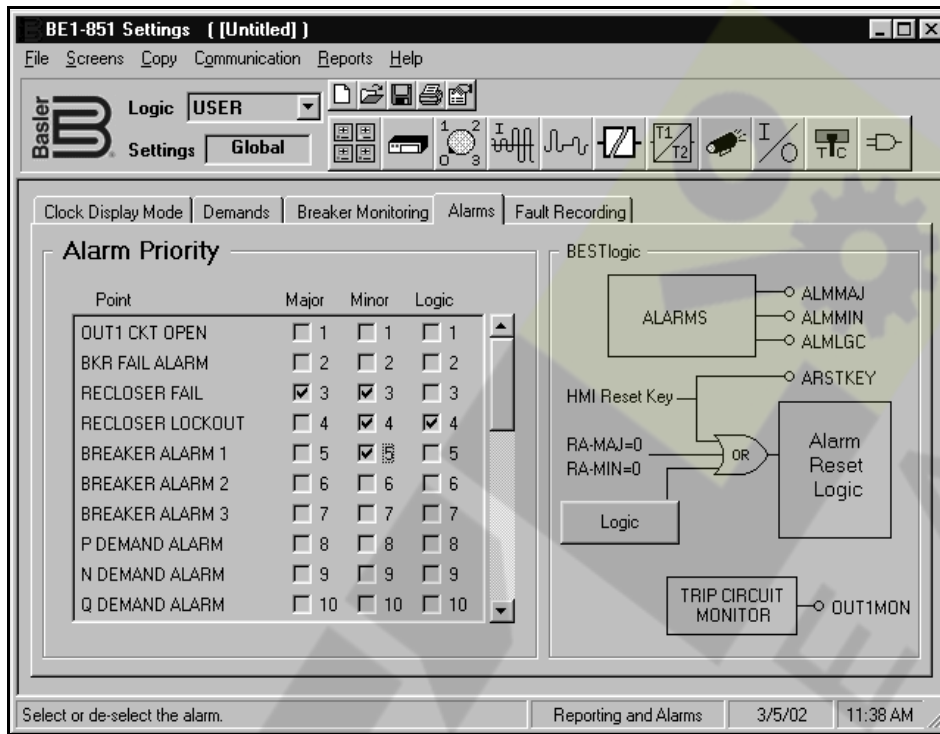 BE1-851 Settings ( [Untitled] )
File Screens Copy Communication Reports Help
Basler
Logic USER
Settings Global
1 2 0 3
I
T1 T2
I O
T C
Clock Display Mode Demands Breaker Monitoring Alarms Fault Recording
Alarm Priority
Point Major Minor Logic
OUT1 CKT OPEN 1 1 1
BKR FAIL ALARM 2 2 2
RECLOSER FAIL 3 3 3
RECLOSER LOCKOUT 4 4 4
BREAKER ALARM 1 5 5 5
BREAKER ALARM 2 6 6 6
BREAKER ALARM 3 7 7 7
P DEMAND ALARM 8 8 8
N DEMAND ALARM 9 9 9
Q DEMAND ALARM 10 10 10
BESTlogic
ALARMS
ALMMAJ
ALMMIN
ALMLGC
ARSTKEY
HMI Reset Key
RA-MAJ=0
RA-MIN=0
OR
Alarm
Reset
Logic
Logic
TRIP CIRCUIT
MONITOR
OUT1MON
Select or de-select the alarm. Reporting and Alarms 3/5/02 11:38 AM